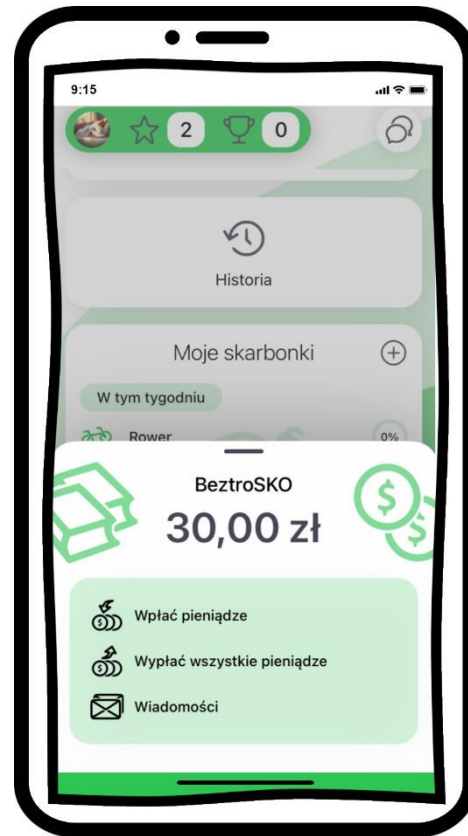 9:15
2 0
Historia
Moje skarbonki
W tym tygodniu
Rower 0%
BeztroSKO
30,00 zł
Wpłać pieniądze
Wypłać wszystkie pieniądze
Wiadomości